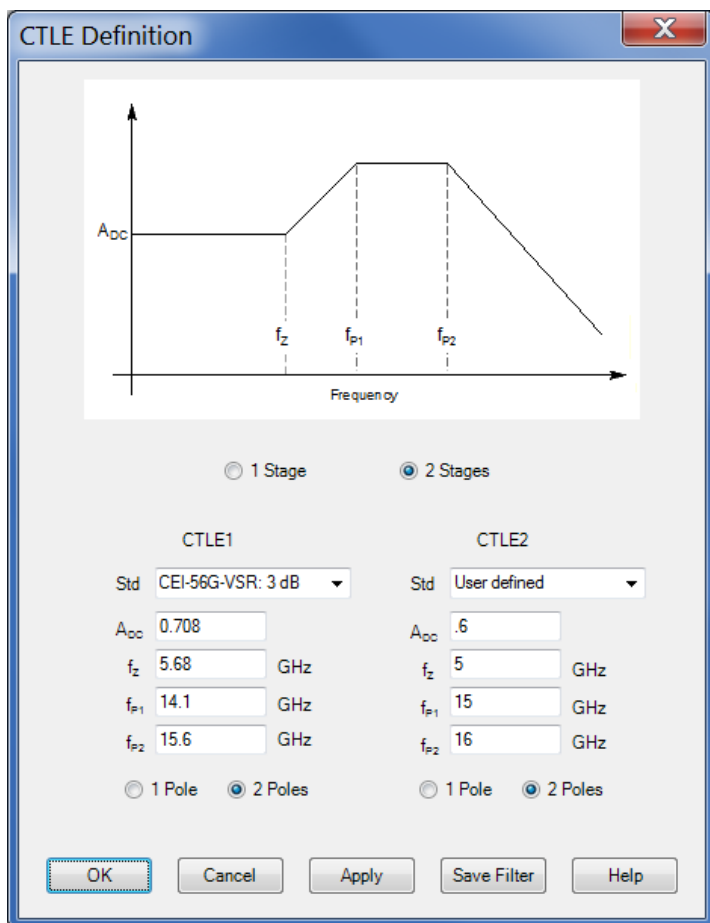 CTLE Definition
ADC
fZ
fP1
fP2
Frequency
1 Stage
2 Stages
CTLE1
CTLE2
Std CEI-56G-VSR: 3 dB
Std User defined
ADC 0.708
ADC .6
fZ 5.68 GHz
fZ 5 GHz
fP1 14.1 GHz
fP1 15 GHz
fP2 15.6 GHz
fP2 16 GHz
1 Pole
2 Poles
1 Pole
2 Poles
OK
Cancel
Apply
Save Filter
Help